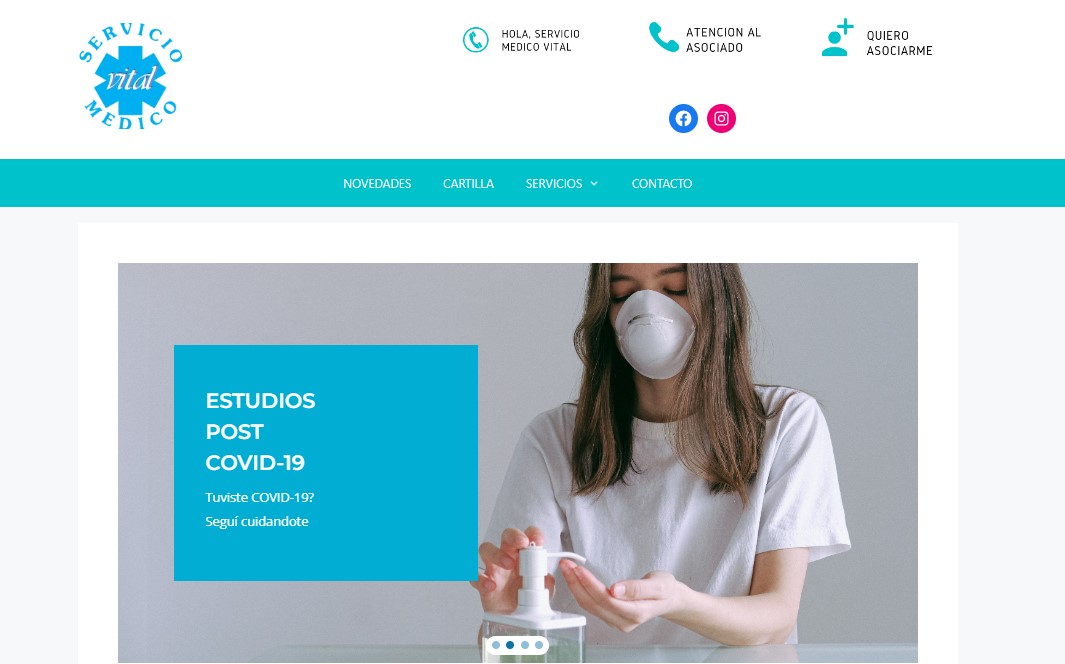 SERVICIO
vital
MEDICO
HOLA, SERVICIO
MEDICO VITAL
ATENCION AL
ASOCIADO
QUIERO
ASOCIARME
NOVEDADES CARTILLA SERVICIOS CONTACTO
ESTUDIOS
POST
COVID-19
Tuviste COVID-19?
Seguí cuidandote